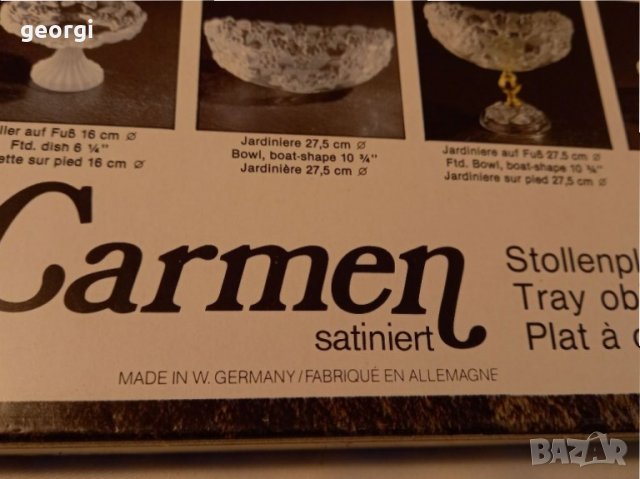 georgi
ller auf Fuß 16 cm ⌀
Ftd. dish 6 ¼"
ette sur pied 16 cm ⌀
Jardiniere 27,5 cm ⌀
Bowl, boat-shape 10 ¾"
Jardinière 27,5 cm ⌀
Jardiniere auf Fuß 27,5 cm ⌀
Ftd. Bowl, boat-shape 10 ¾"
Jardiniere sur pied 27,5 cm ⌀
Carmen
satiniert
Stollenpl
Tray ob
Plat à
MADE IN W. GERMANY/FABRIQUÉ EN ALLEMAGNE
BAZAR